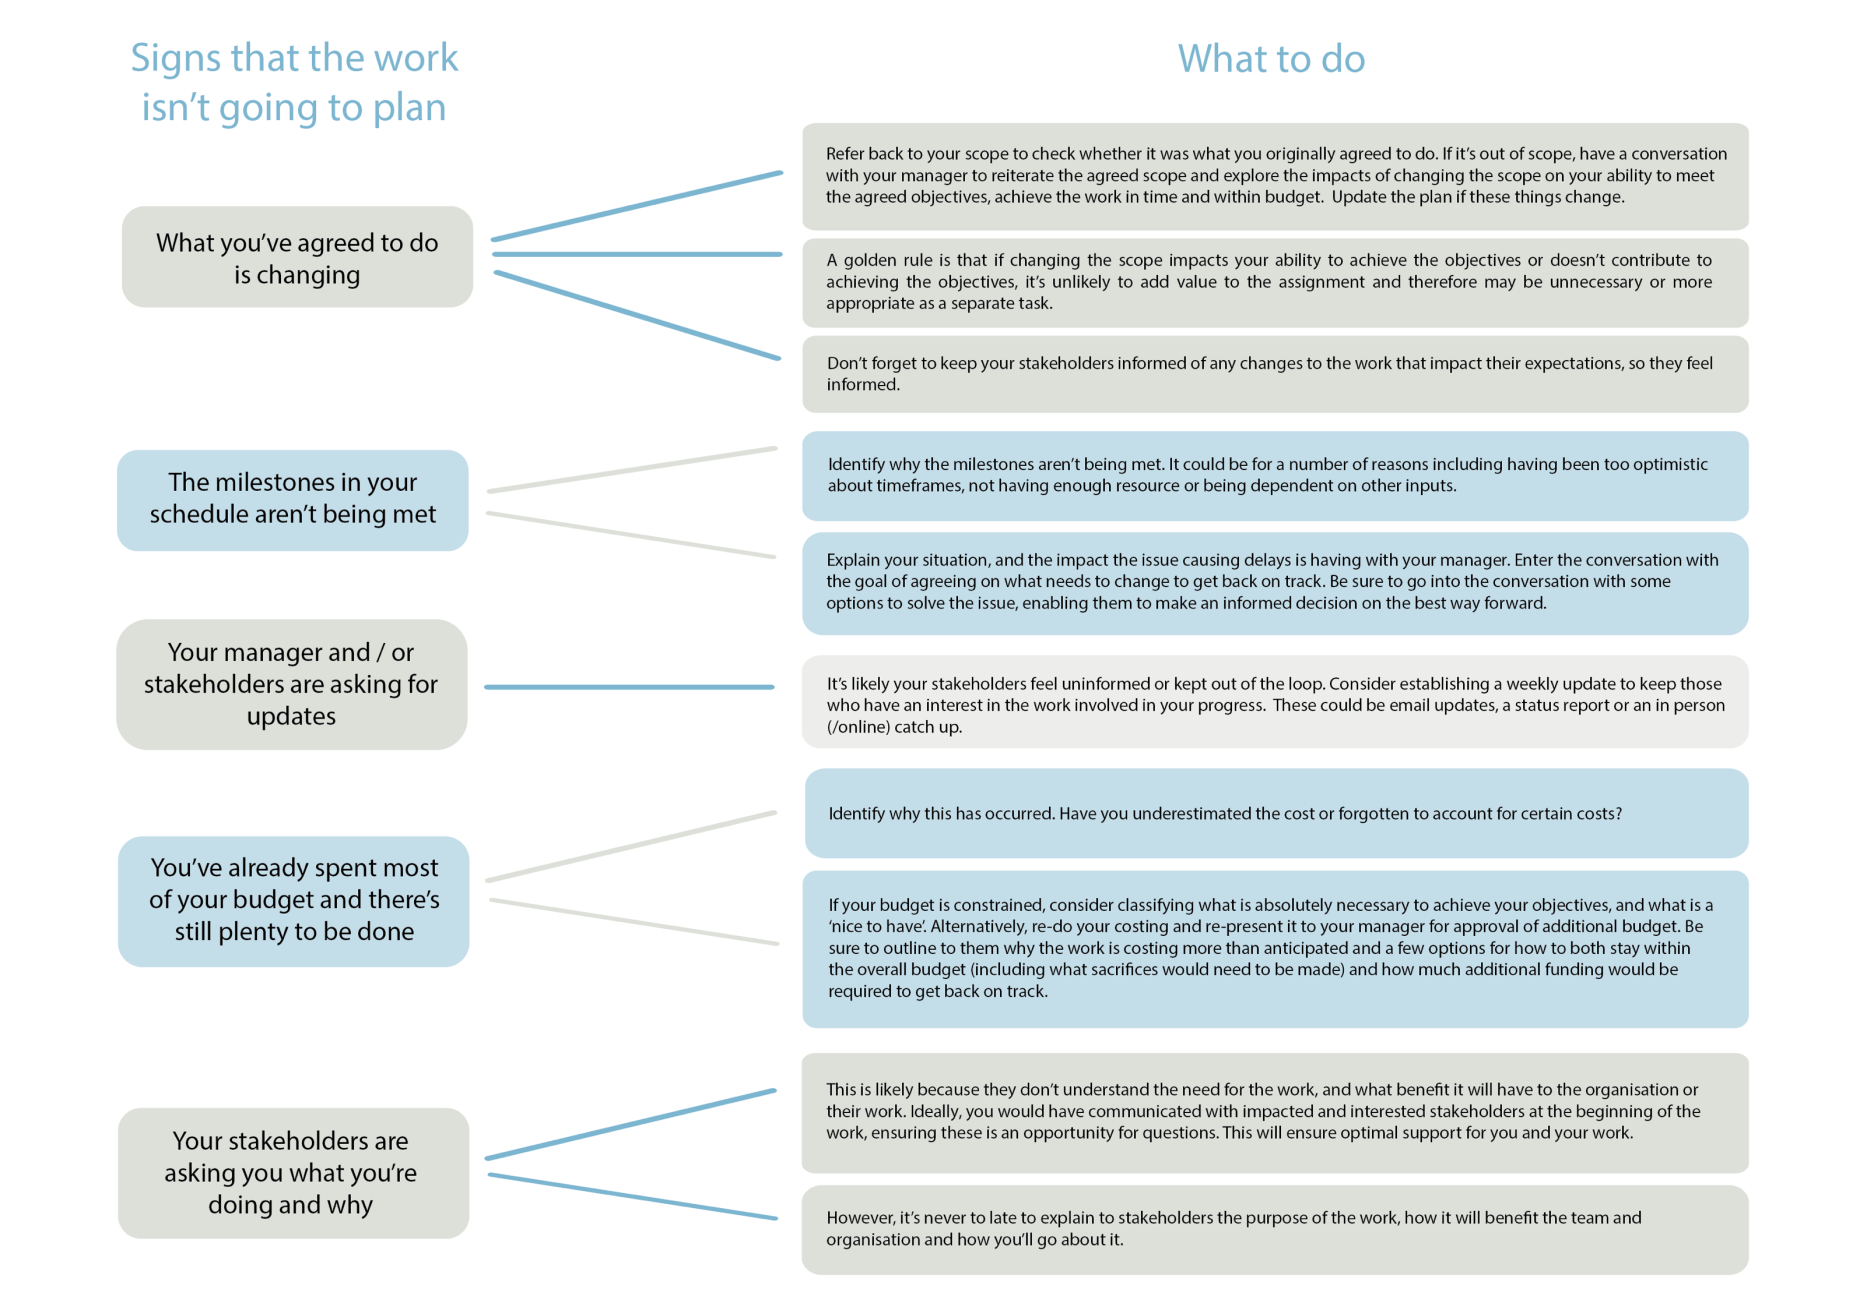 Signs that the work
isn't going to plan
What to do
What you've agreed to do
is changing
Refer back to your scope to check whether it was what you originally agreed to do. If it's out of scope, have a conversation
with your manager to reiterate the agreed scope and explore the impacts of changing the scope on your ability to meet
the agreed objectives, achieve the work in time and within budget.  Update the plan if these things change.
A golden rule is that if changing the scope impacts your ability to achieve the objectives or doesn't contribute to
achieving the objectives, it's unlikely to add value to the assignment and therefore may be unnecessary or more
appropriate as a separate task.
Don't forget to keep your stakeholders informed of any changes to the work that impact their expectations, so they feel
informed.
The milestones in your
schedule aren't being met
Identify why the milestones aren't being met. It could be for a number of reasons including having been too optimistic
about timeframes, not having enough resource or being dependent on other inputs.
Explain your situation, and the impact the issue causing delays is having with your manager. Enter the conversation with
the goal of agreeing on what needs to change to get back on track. Be sure to go into the conversation with some
options to solve the issue, enabling them to make an informed decision on the best way forward.
Your manager and / or
stakeholders are asking for
updates
It's likely your stakeholders feel uninformed or kept out of the loop. Consider establishing a weekly update to keep those
who have an interest in the work involved in your progress.  These could be email updates, a status report or an in person
(/online) catch up.
You've already spent most
of your budget and there's
still plenty to be done
Identify why this has occurred. Have you underestimated the cost or forgotten to account for certain costs?
If your budget is constrained, consider classifying what is absolutely necessary to achieve your objectives, and what is a
'nice to have'. Alternatively, re-do your costing and re-present it to your manager for approval of additional budget. Be
sure to outline to them why the work is costing more than anticipated and a few options for how to both stay within
the overall budget (including what sacrifices would need to be made) and how much additional funding would be
required to get back on track.
Your stakeholders are
asking you what you're
doing and why
This is likely because they don't understand the need for the work, and what benefit it will have to the organisation or
their work. Ideally, you would have communicated with impacted and interested stakeholders at the beginning of the
work, ensuring these is an opportunity for questions. This will ensure optimal support for you and your work.
However, it's never to late to explain to stakeholders the purpose of the work, how it will benefit the team and
organisation and how you'll go about it.